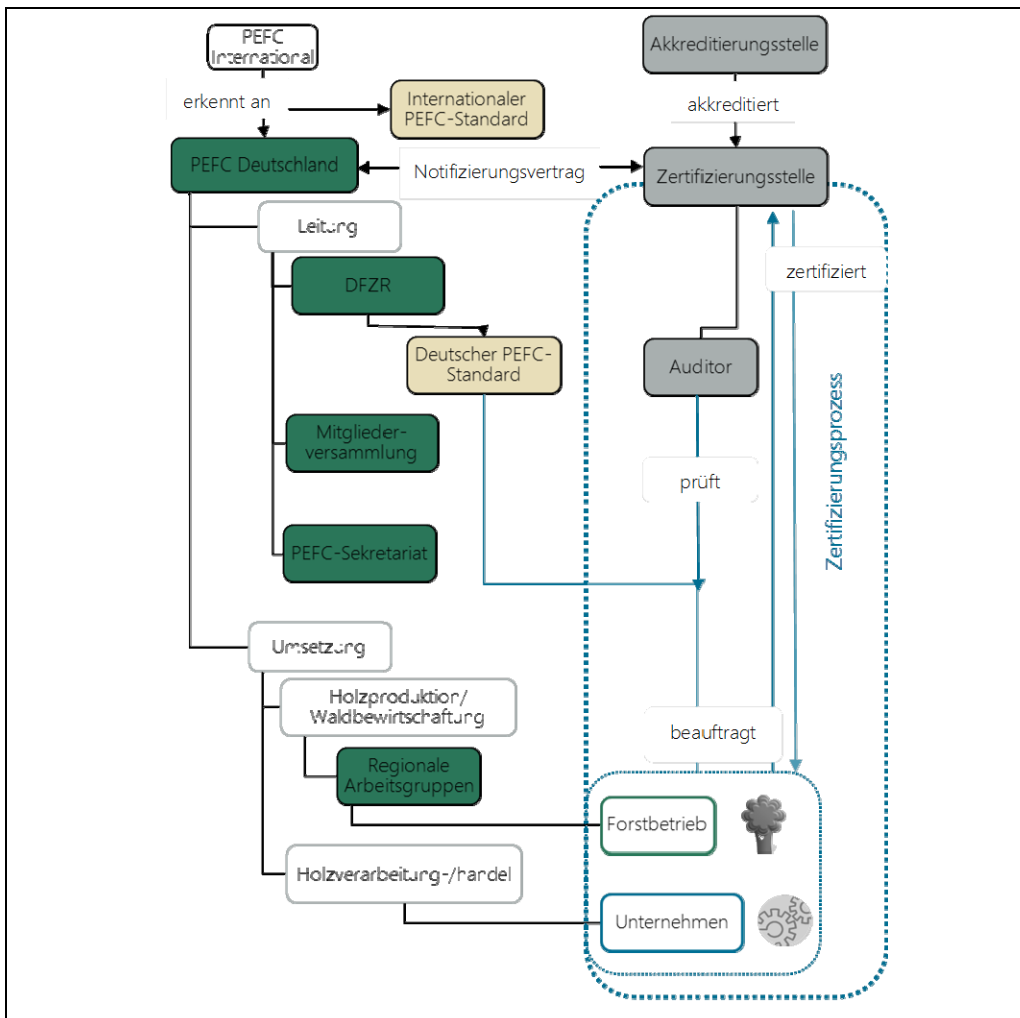 PEFC
International
Akkreditierungsstelle
erkennt an
Internationaler
PEFC-Standard
akkreditiert
PEFC Deutschland
Notifizierungsvertrag
Zertifizierungsstelle
Leitung
zertifiziert
DFZR
Deutscher PEFC-
Standard
Auditor
Mitglieder-
versammlung
prüft
Zertifizierungsprozess
PEFC-Sekretariat
Umsetzung
Holzproduktion/
Waldbewirtschaftung
beauftragt
Regionale
Arbeitsgruppen
Forstbetrieb
Holzverarbeitung-/handel
Unternehmen